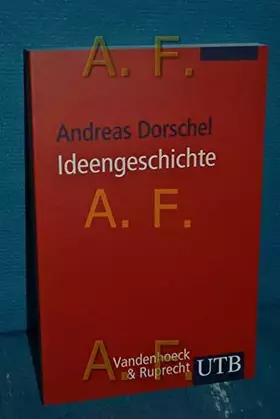 A. F.
Andreas Dorschel
Ideengeschichte
A. F.
A. F.
Vandenhoeck
& Ruprecht
UTB